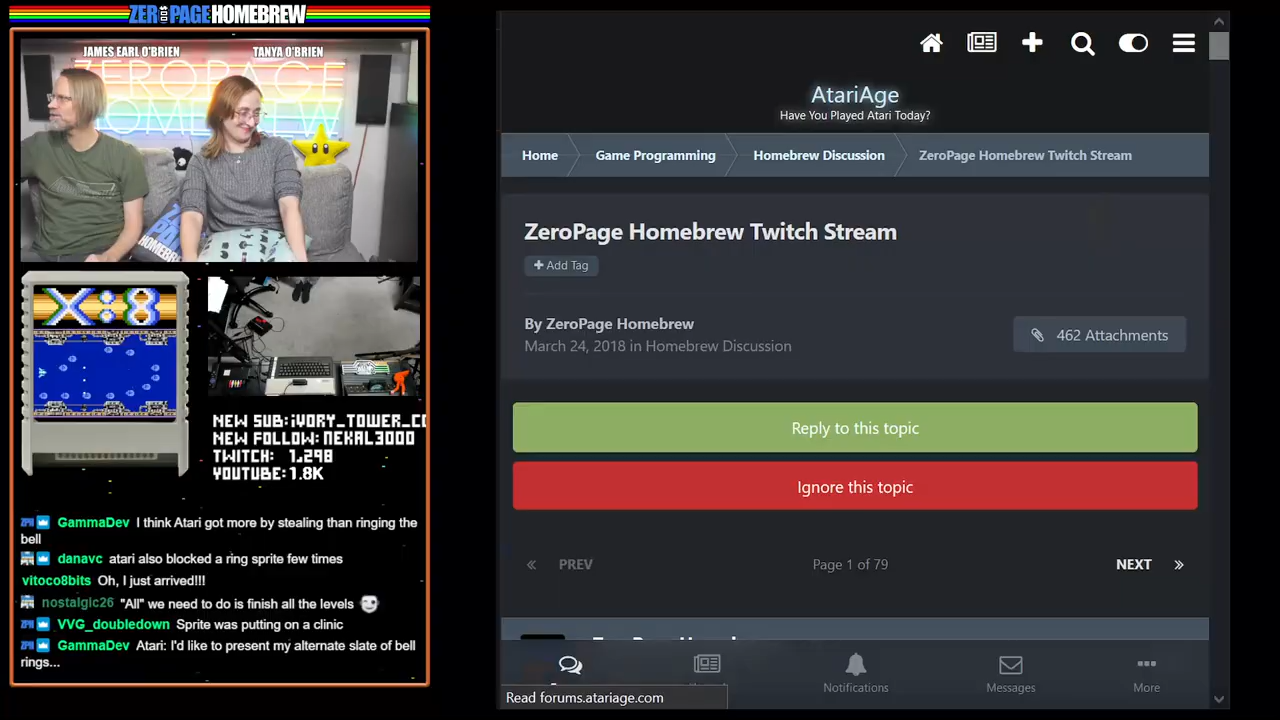 ZEROPAGE HOMEBREW
JAMES EARL O'BRIEN
TANYA O'BRIEN
ZEROPAGE
HOMEBREW
HOMEBREW
X:8
NEW SUB:IVORY_TOWER_CO
NEW FOLLOW:NEKAL3000
TWITCH: 1,298
YOUTUBE:1.8K
GammaDev I think Atari got more by stealing than ringing the
bell
danavc atari also blocked a ring sprite few times
vitoco8bits Oh, I just arrived!!!
nostalgic26 "All" we need to do is finish all the levels
VVG_doubledown Sprite was putting on a clinic
GammaDev Atari: I'd like to present my alternate slate of bell
rings...
AtariAge
Have You Played Atari Today?
Home
Game Programming
Homebrew Discussion
ZeroPage Homebrew Twitch Stream
ZeroPage Homebrew Twitch Stream
+ Add Tag
By ZeroPage Homebrew
March 24, 2018 in Homebrew Discussion
462 Attachments
Reply to this topic
Ignore this topic
« PREV
Page 1 of 79
NEXT »
Notifications
Messages
More
Read forums.atariage.com